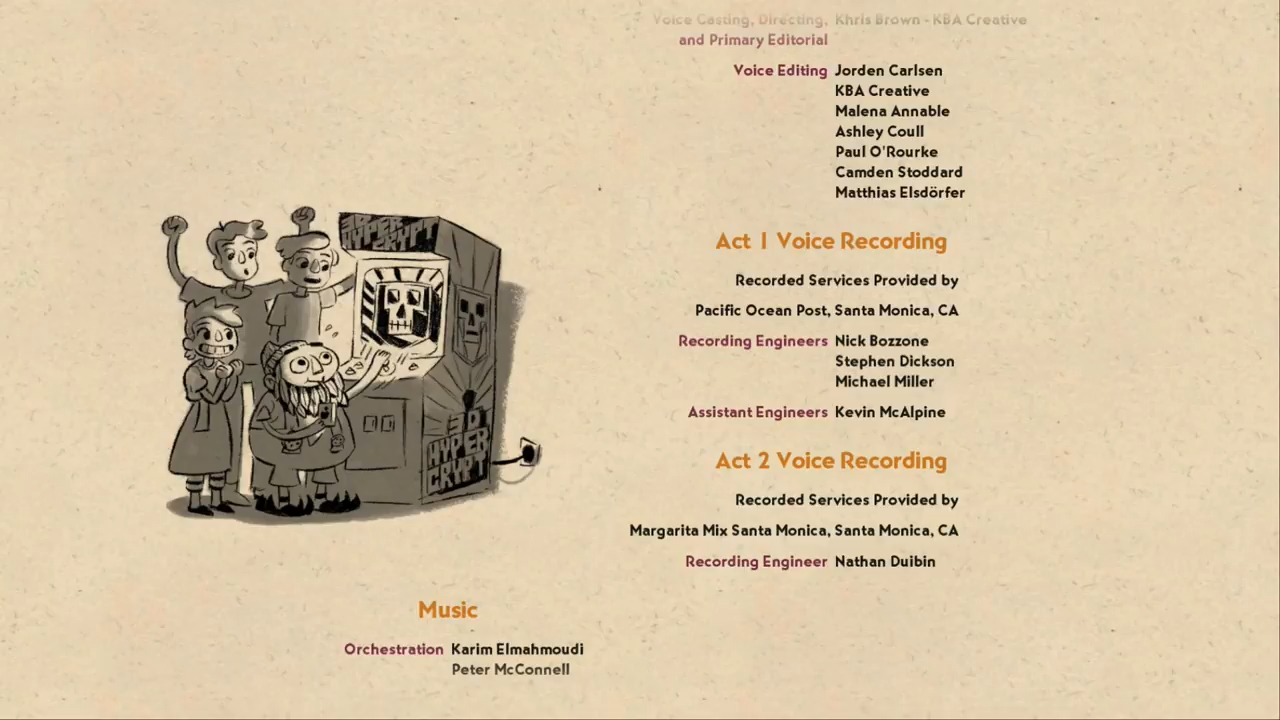 Voice Casting, Directing, Khris Brown - KBA Creative
and Primary Editorial
Voice Editing Jorden Carlsen
KBA Creative
Malena Annable
Ashley Coull
Paul O'Rourke
Camden Stoddard
Matthias Elsdörfer
Act 1 Voice Recording
Recorded Services Provided by
Pacific Ocean Post, Santa Monica, CA
Recording Engineers Nick Bozzone
Stephen Dickson
Michael Miller
Assistant Engineers Kevin McAlpine
Act 2 Voice Recording
Recorded Services Provided by
Margarita Mix Santa Monica, Santa Monica, CA
Recording Engineer Nathan Duibin
3D
HYPER
CRYPT
3D
HYPER
CRYPT
Music
Orchestration Karim Elmahmoudi
Peter McConnell